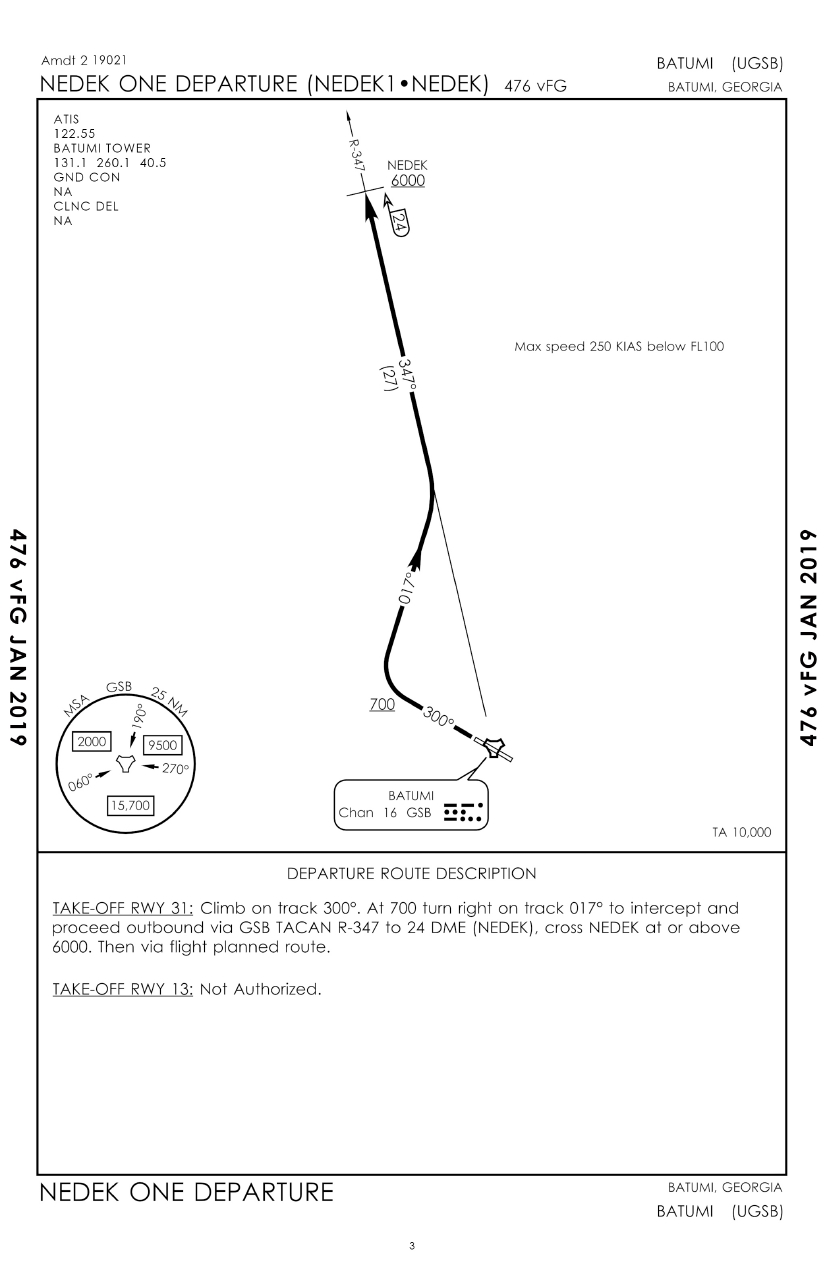 Amdt 2 19021
NEDEK ONE DEPARTURE (NEDEK1•NEDEK) 476 vFG
BATUMI (UGSB)
BATUMI, GEORGIA
ATIS
122.55
BATUMI TOWER
131.1 260.1 40.5
GND CON
NA
CLNC DEL
NA
R-347
NEDEK
6000
24
Max speed 250 KIAS below FL100
347°
(27)
017°
700
300°
MSA GSB 25 NM
190°
2000
9500
270°
060°
15,700
BATUMI
Chan 16 GSB
TA 10,000
476 vFG JAN 2019
476 vFG JAN 2019
DEPARTURE ROUTE DESCRIPTION
TAKE-OFF RWY 31: Climb on track 300°. At 700 turn right on track 017° to intercept and
proceed outbound via GSB TACAN R-347 to 24 DME (NEDEK), cross NEDEK at or above
6000. Then via flight planned route.
TAKE-OFF RWY 13: Not Authorized.
NEDEK ONE DEPARTURE
BATUMI, GEORGIA
BATUMI (UGSB)
3